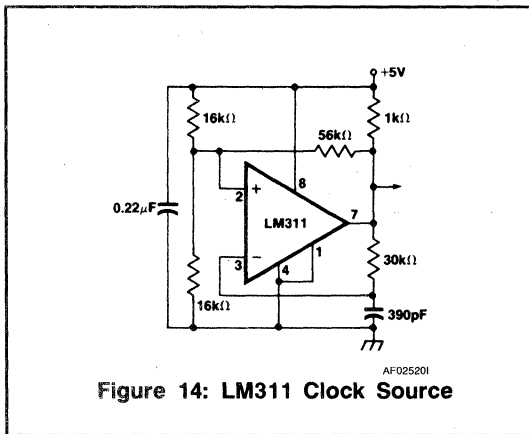 +5V
16kΩ
1kΩ
56kΩ
2
+
8
0.22µF
LM311
7
3
−
4
1
30kΩ
16kΩ
390pF
AF02520I
Figure 14: LM311 Clock Source